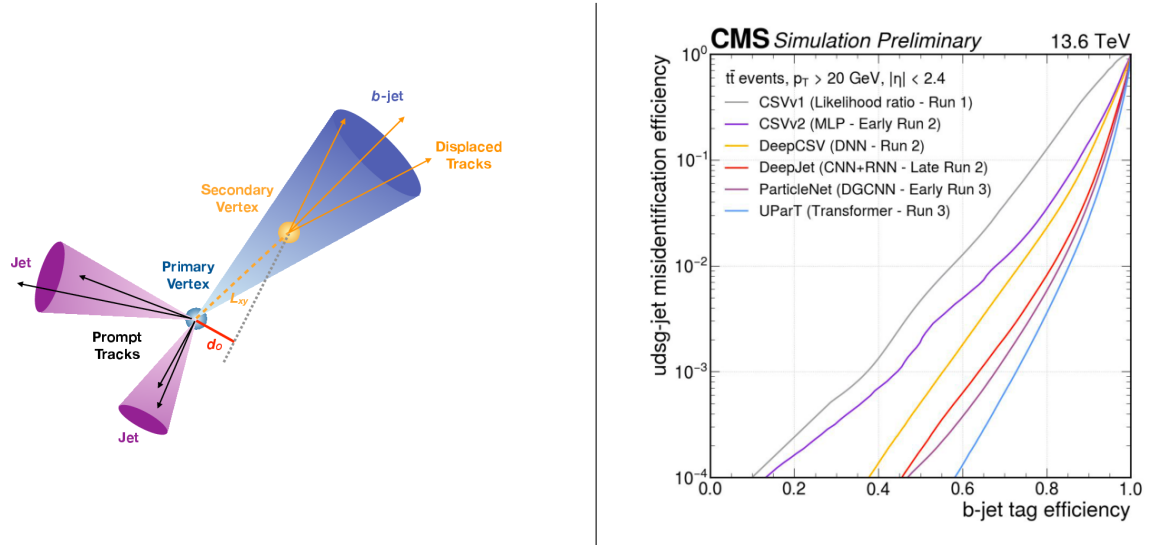 b-jet
Displaced
Tracks
Secondary
Vertex
Jet
Primary
Vertex
Lxy
Prompt
Tracks
do
Jet
CMS Simulation Preliminary 13.6 TeV
tt̄ events, pT > 20 GeV, |η| < 2.4
CSVv1 (Likelihood ratio - Run 1)
CSVv2 (MLP - Early Run 2)
DeepCSV (DNN - Run 2)
DeepJet (CNN+RNN - Late Run 2)
ParticleNet (DGCNN - Early Run 3)
UParT (Transformer - Run 3)
udsg-jet misidentification efficiency
10⁰
10⁻¹
10⁻²
10⁻³
10⁻⁴
0.0 0.2 0.4 0.6 0.8 1.0
b-jet tag efficiency